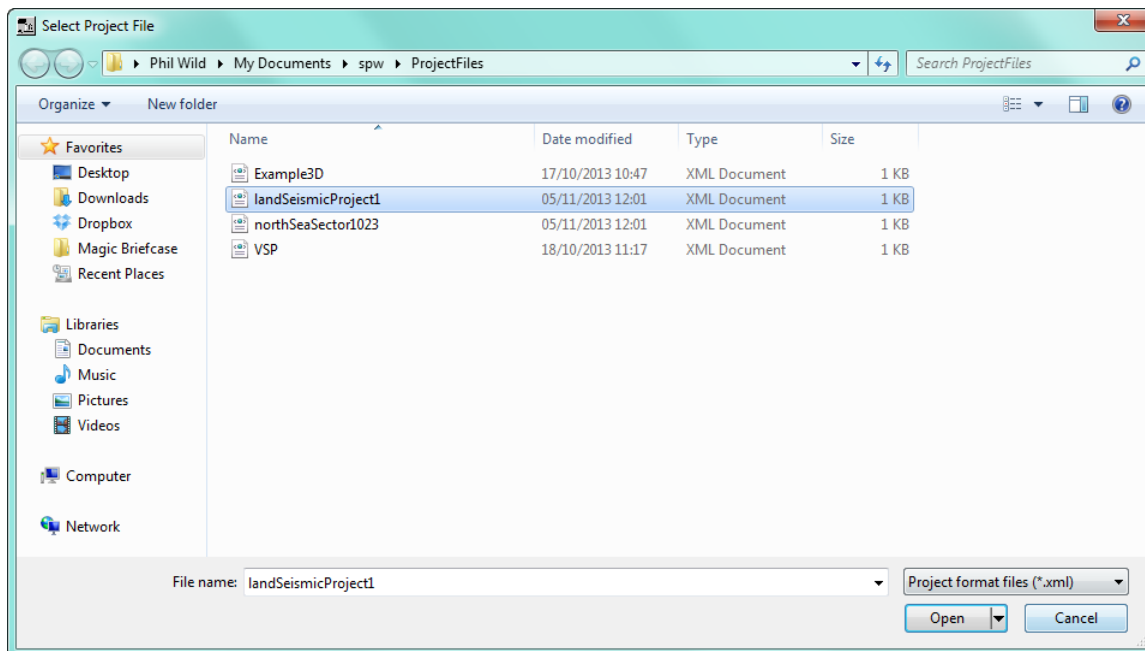 Select Project File
Phil Wild My Documents spw ProjectFiles Search ProjectFiles
Organize New folder
Favorites
Desktop
Downloads
Dropbox
Magic Briefcase
Recent Places
Libraries
Documents
Music
Pictures
Videos
Computer
Network
Name Date modified Type Size
Example3D 17/10/2013 10:47 XML Document 1 KB
landSeismicProject1 05/11/2013 12:01 XML Document 1 KB
northSeaSector1023 05/11/2013 12:01 XML Document 1 KB
VSP 18/10/2013 11:17 XML Document 1 KB
File name: landSeismicProject1 Project format files (*.xml)
Open Cancel